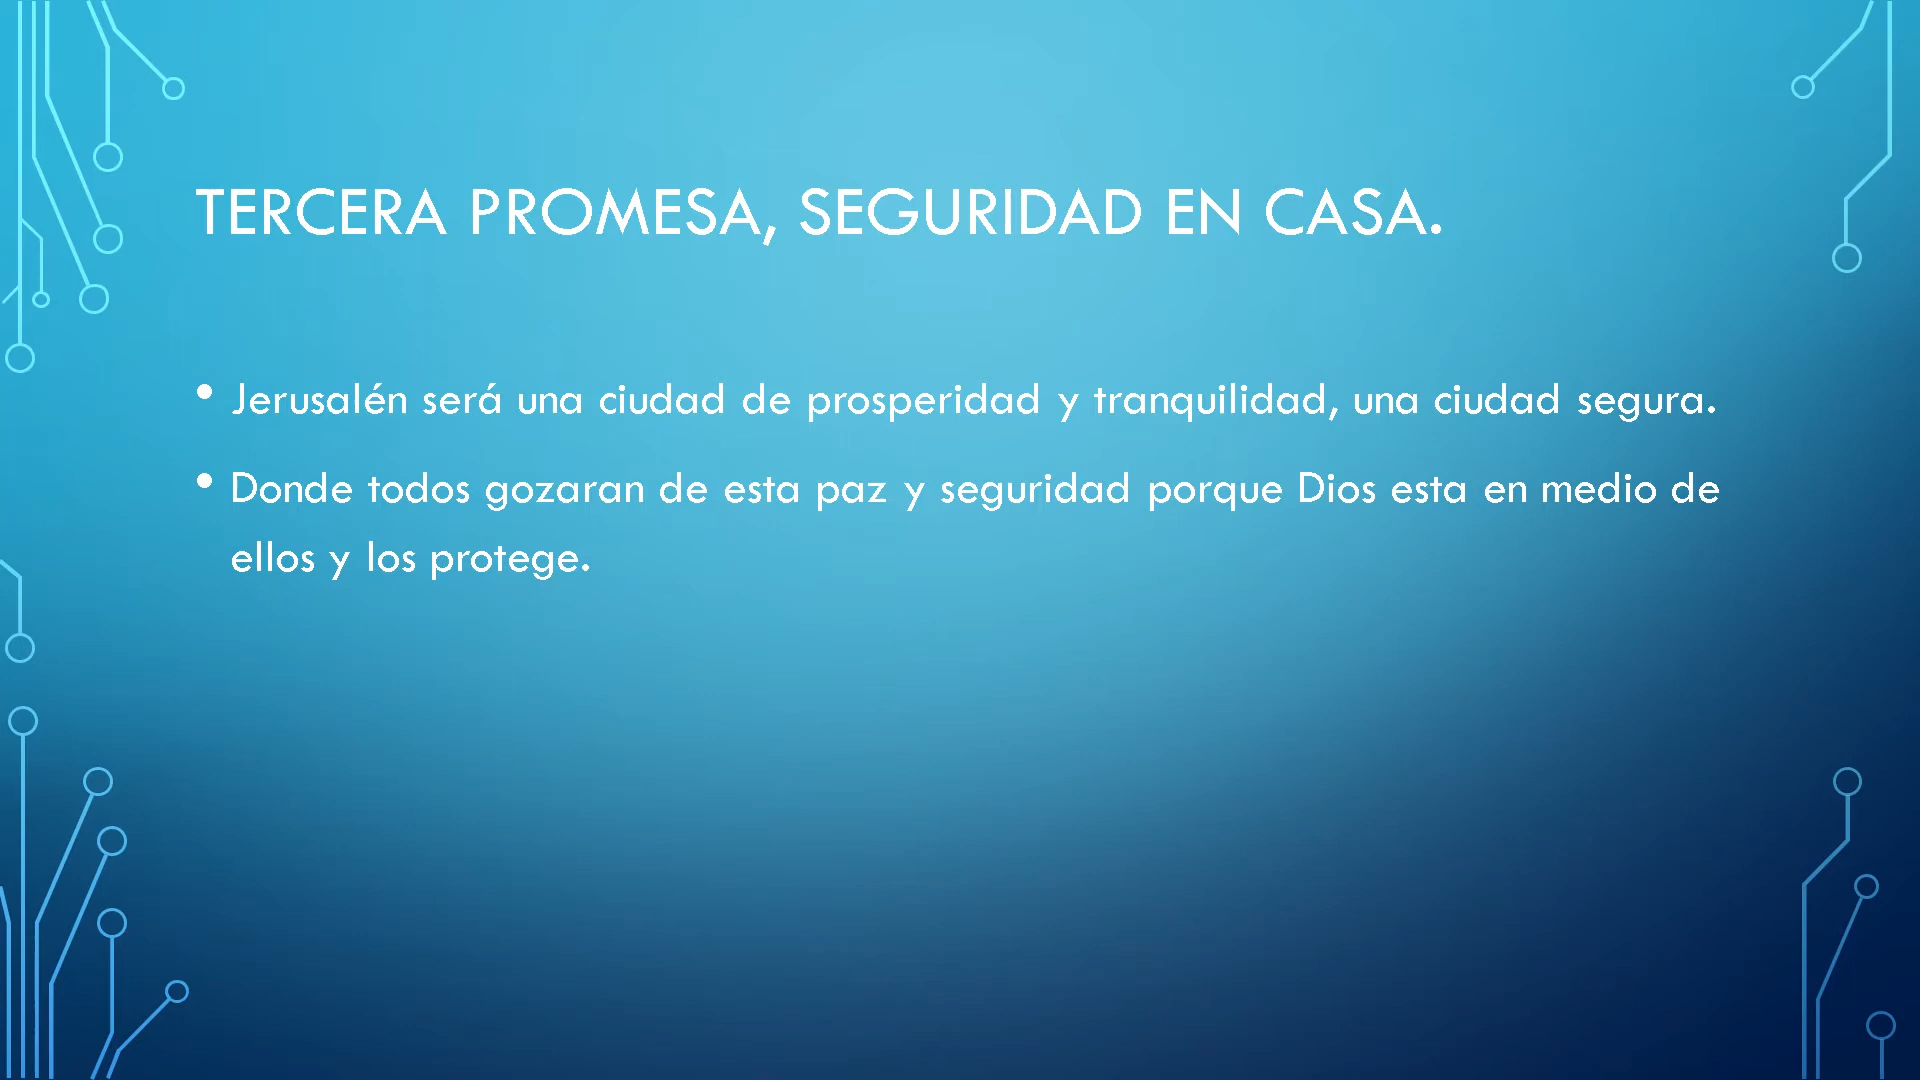 TERCERA PROMESA, SEGURIDAD EN CASA.
• Jerusalén será una ciudad de prosperidad y tranquilidad, una ciudad segura.
• Donde todos gozaran de esta paz y seguridad porque Dios esta en medio de
ellos y los protege.